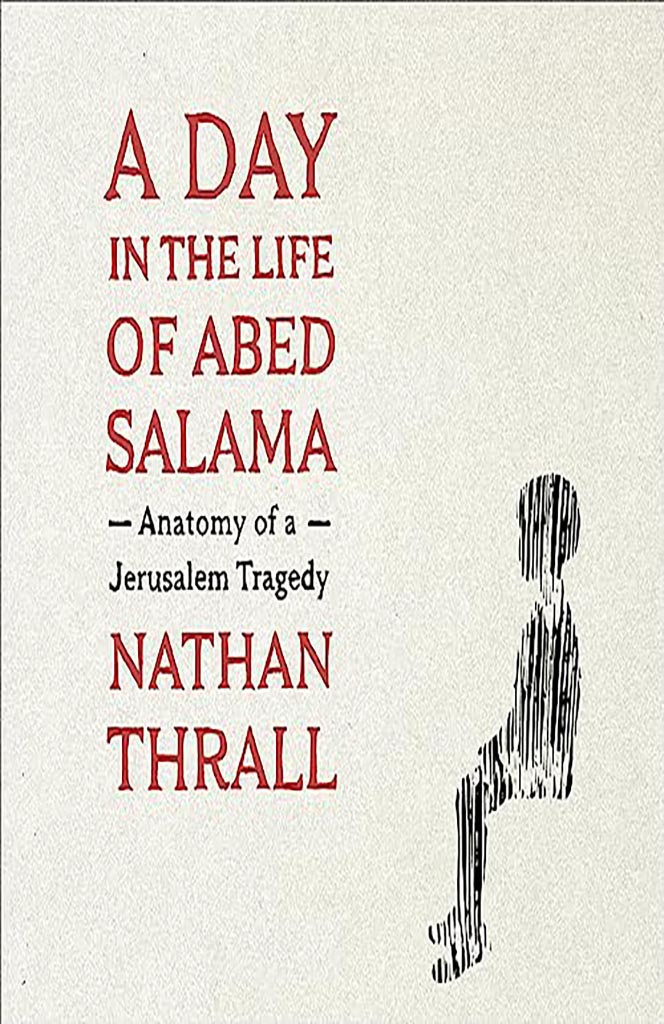 A DAY
IN THE LIFE
OF ABED
SALAMA
— Anatomy of a —
Jerusalem Tragedy
NATHAN
THRALL